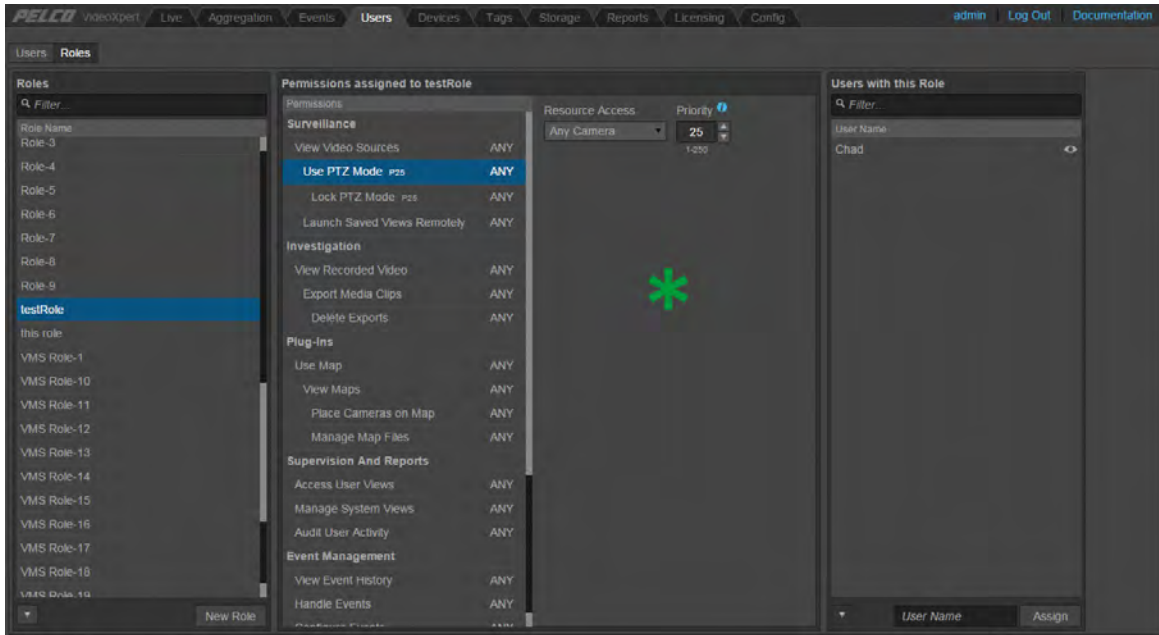 PELCO VideoXpert Live Aggregation Events Users Devices Tags Storage Reports Licensing Config admin Log Out Documentation
Users Roles
Roles
Filter...
Role Name
Role-3
Role-4
Role-5
Role-6
Role-7
Role-8
Role-9
testRole
this role
VMS Role-1
VMS Role-10
VMS Role-11
VMS Role-12
VMS Role-13
VMS Role-14
VMS Role-15
VMS Role-16
VMS Role-17
VMS Role-18
VMS Role-19
New Role
Permissions assigned to testRole
Permissions
Surveillance
View Video Sources ANY
Use PTZ Mode P25 ANY
Lock PTZ Mode P25 ANY
Launch Saved Views Remotely ANY
Investigation
View Recorded Video ANY
Export Media Clips ANY
Delete Exports ANY
Plug-Ins
Use Map ANY
View Maps ANY
Place Cameras on Map ANY
Manage Map Files ANY
Supervision And Reports
Access User Views ANY
Manage System Views ANY
Audit User Activity ANY
Event Management
View Event History ANY
Handle Events ANY
Configure Events ANY
Resource Access Priority
Any Camera 25
1-250
*
Users with this Role
Filter...
User Name
Chad
User Name Assign